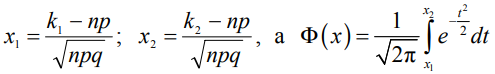 x₁ = (k₁ − np)/√(npq); x₂ = (k₂ − np)/√(npq), а Φ(x) = (1/√(2π)) ∫_{x₁}^{x₂} e^{−t²/2} dt